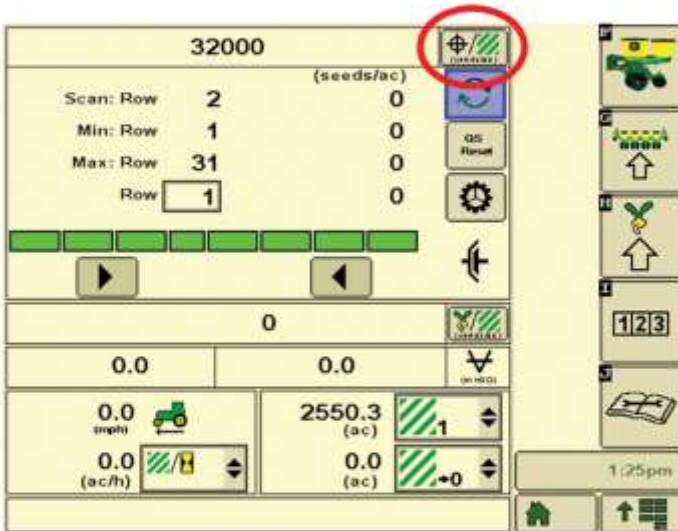 32000
(seeds/ac)
Scan: Row 2 0
Min: Row 1 0
Max: Row 31 0
Row 1 0
QS
Reset
0
0.0 0.0
0.0
(mph)
2550.3
(ac)
1
0.0
(ac/h)
0.0
(ac)
→0
F
G
H
I
123
J
1:25pm